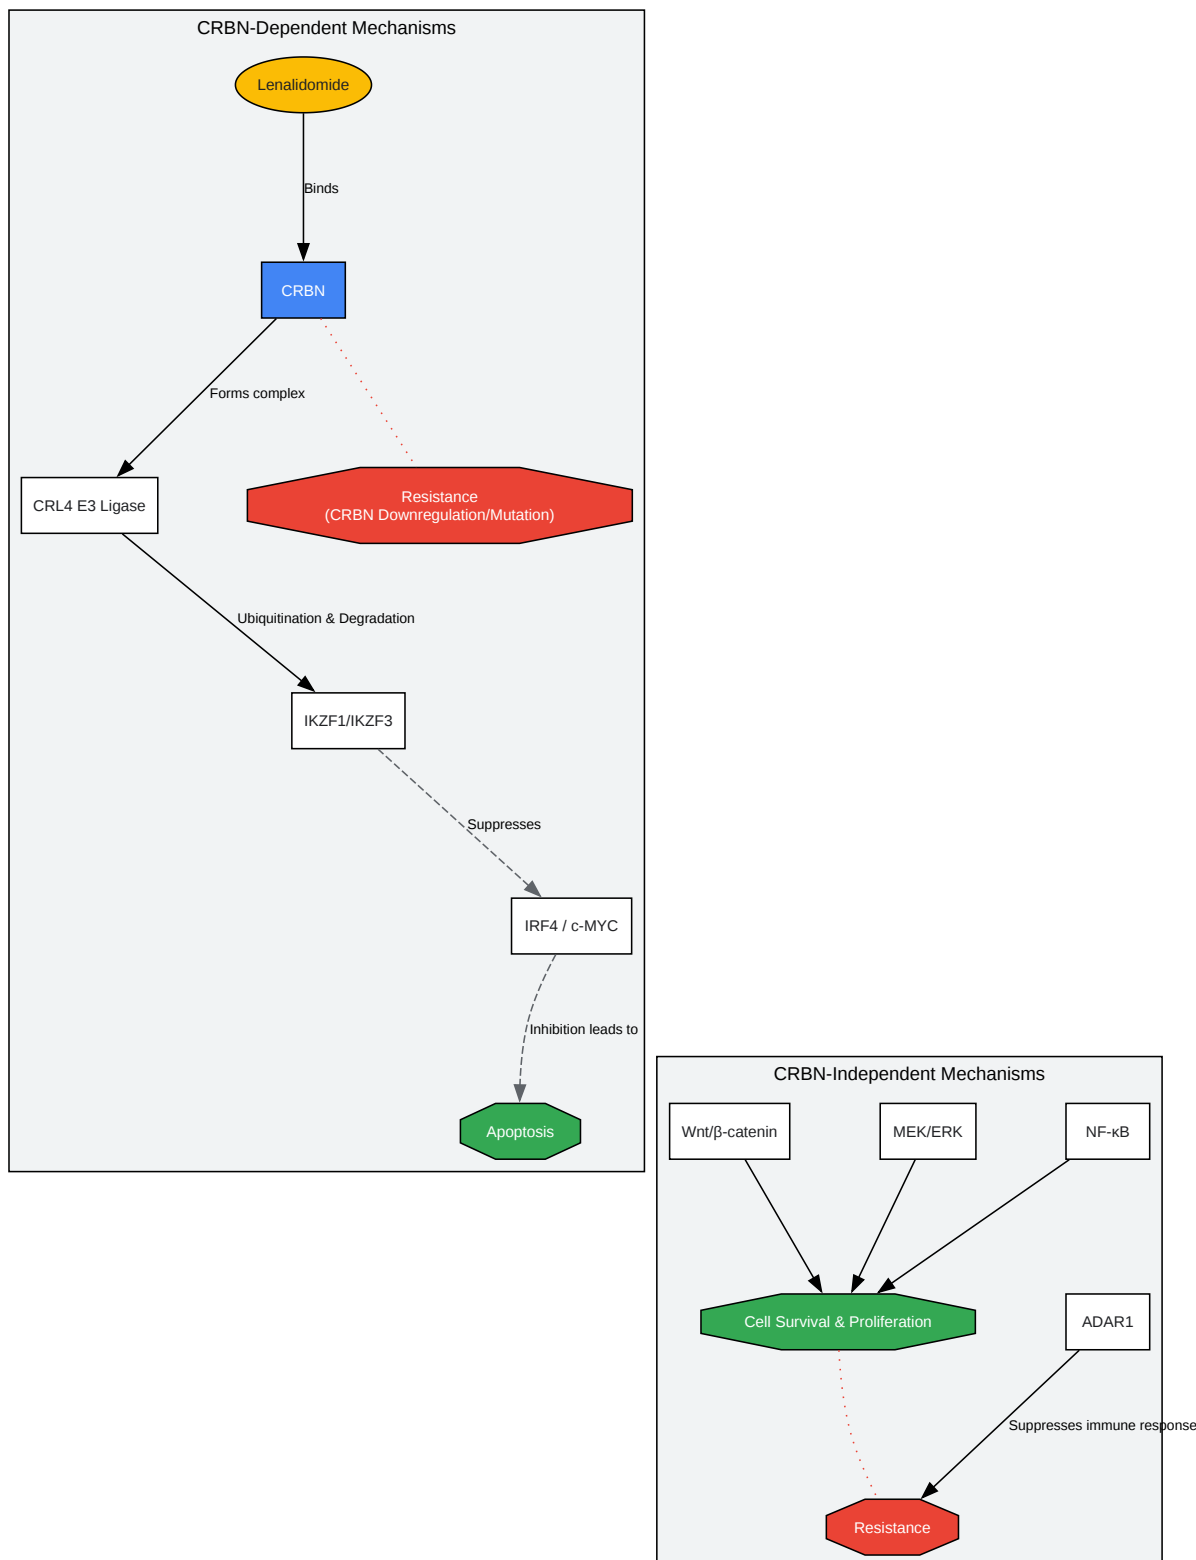 CRBN-Dependent Mechanisms
Lenalidomide
Binds
CRBN
Forms complex
CRL4 E3 Ligase
Resistance
(CRBN Downregulation/Mutation)
Ubiquitination & Degradation
IKZF1/IKZF3
Suppresses
IRF4 / c-MYC
Inhibition leads to
Apoptosis
CRBN-Independent Mechanisms
Wnt/β-catenin
MEK/ERK
NF-κB
Cell Survival & Proliferation
ADAR1
Suppresses immune response
Resistance